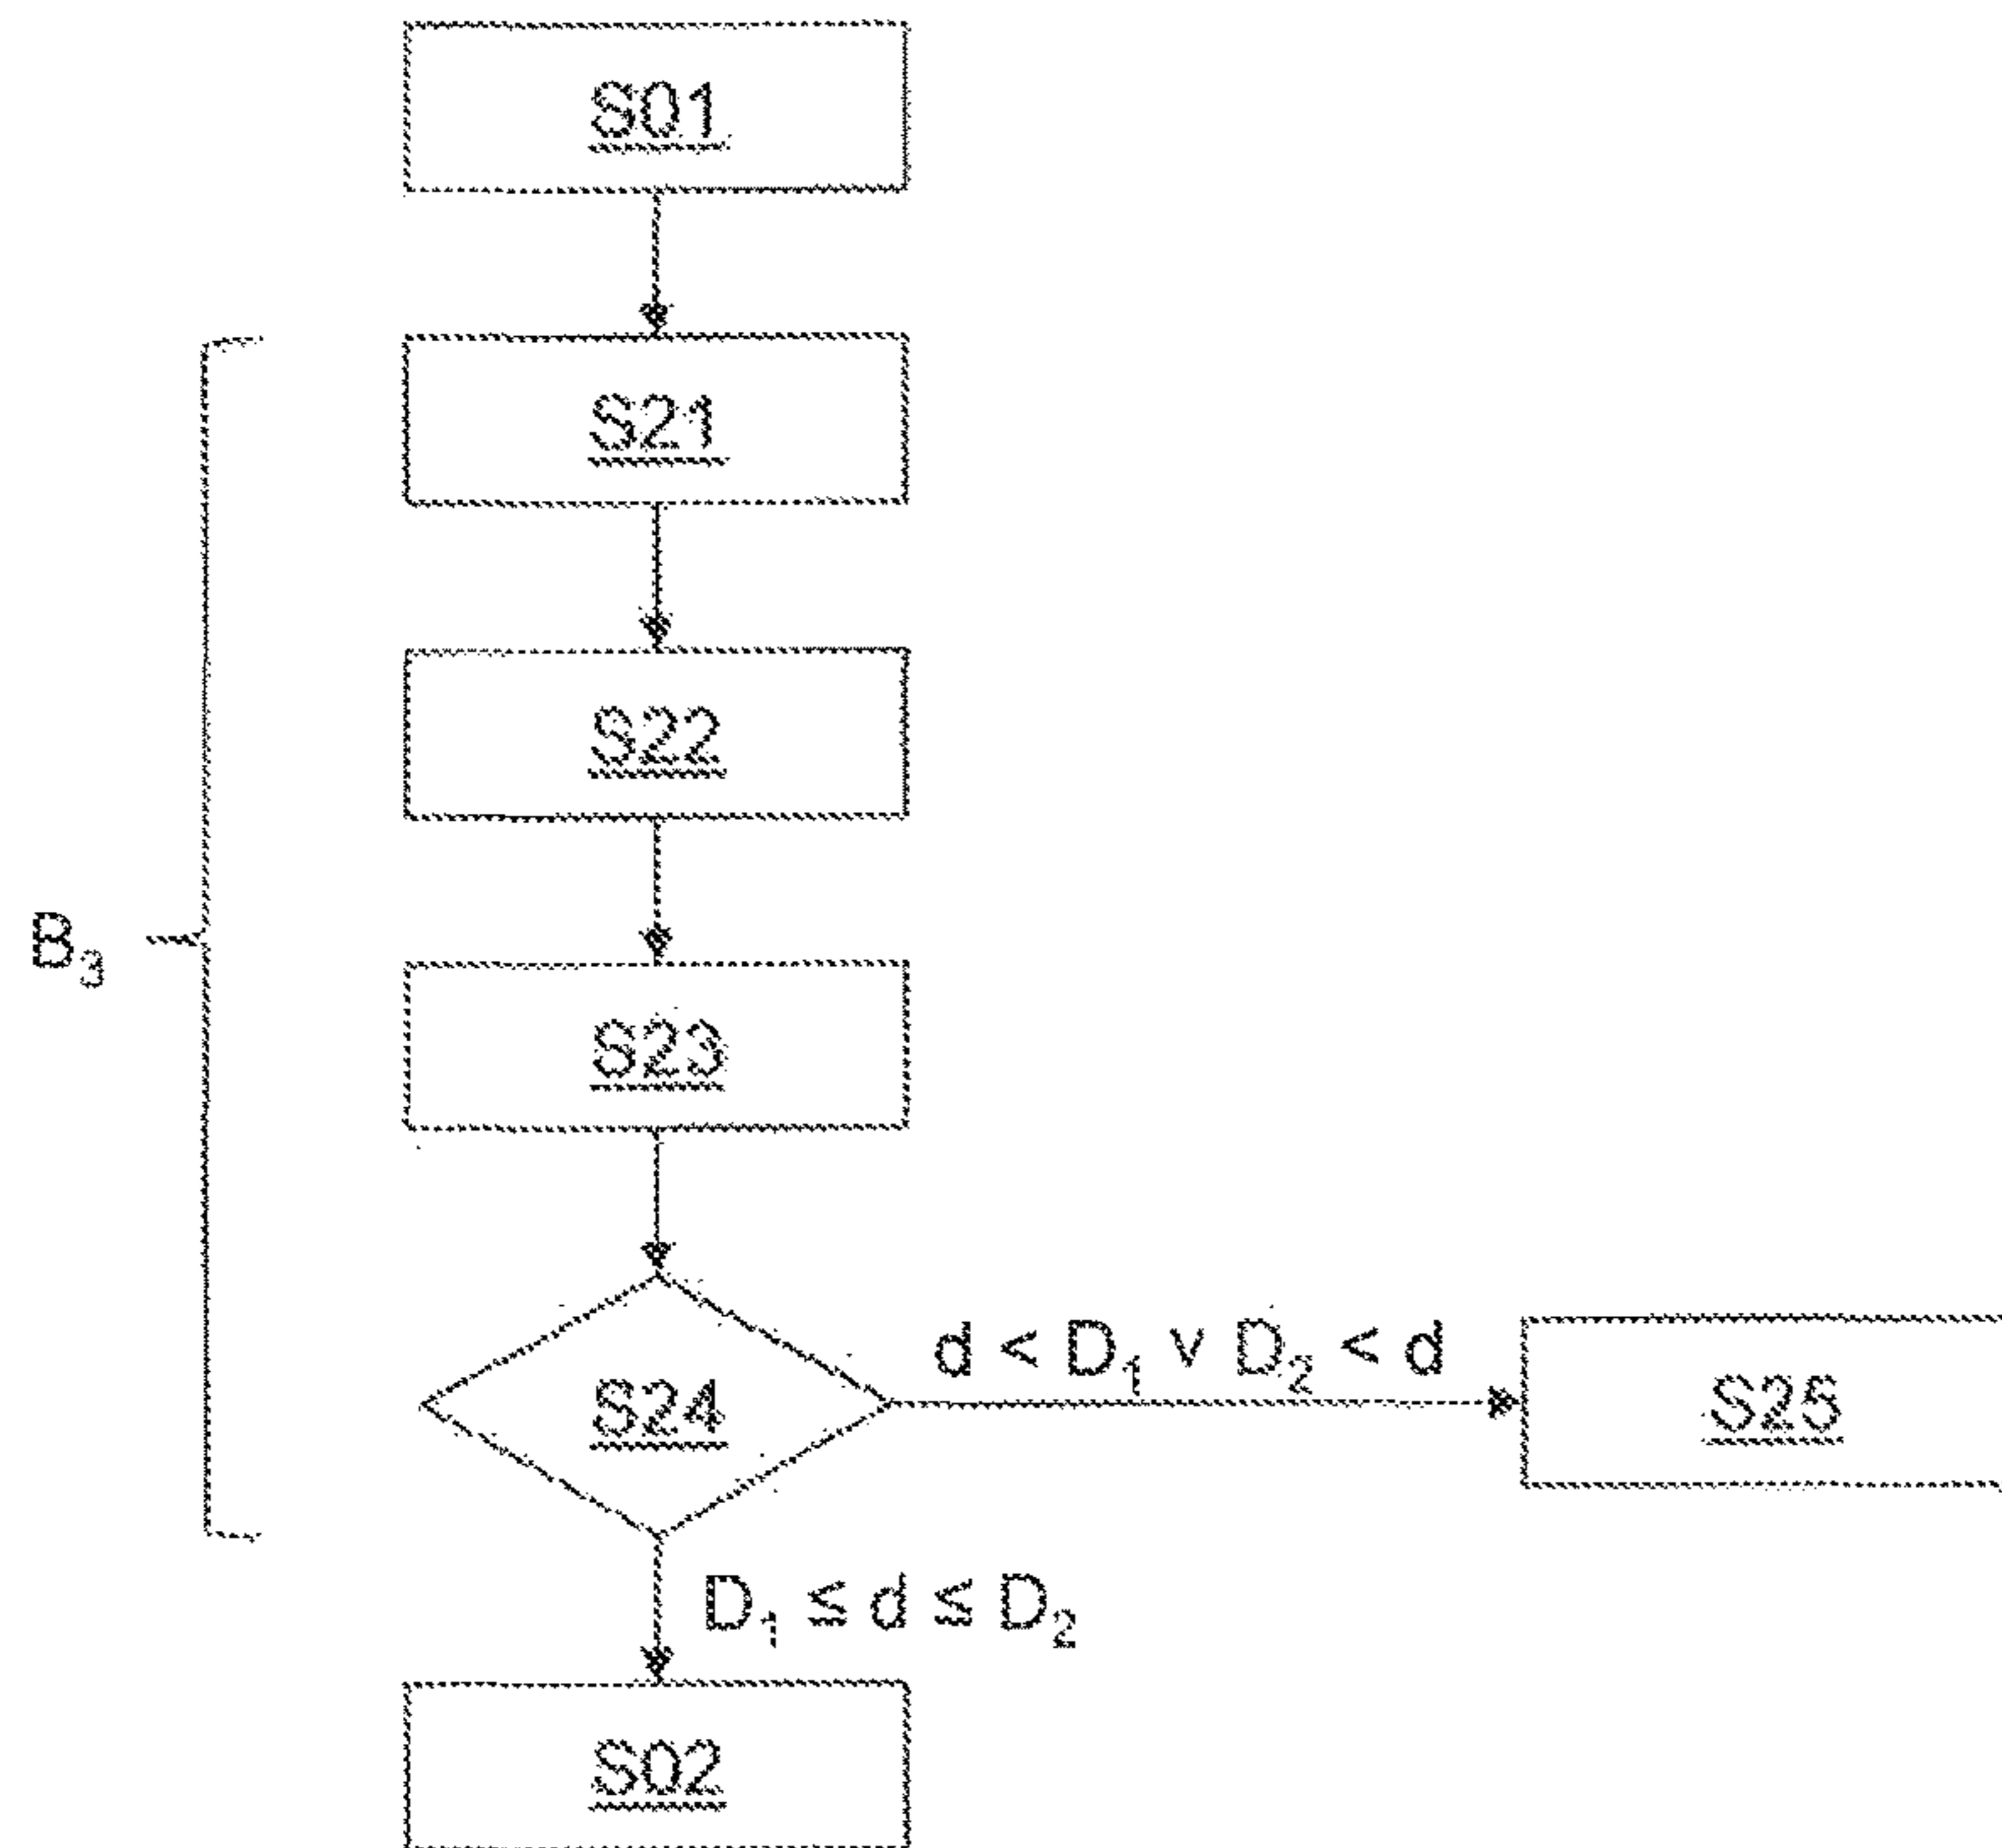 S01
S21
S22
B₃
S23
d < D₁ ∨ D₂ < d
S24
S25
D₁ ≤ d ≤ D₂
S02